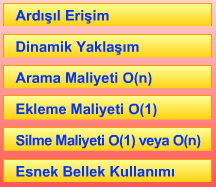 Ardışıl Erişim
Dinamik Yaklaşım
Arama Maliyeti O(n)
Ekleme Maliyeti O(1)
Silme Maliyeti O(1) veya O(n)
Esnek Bellek Kullanımı